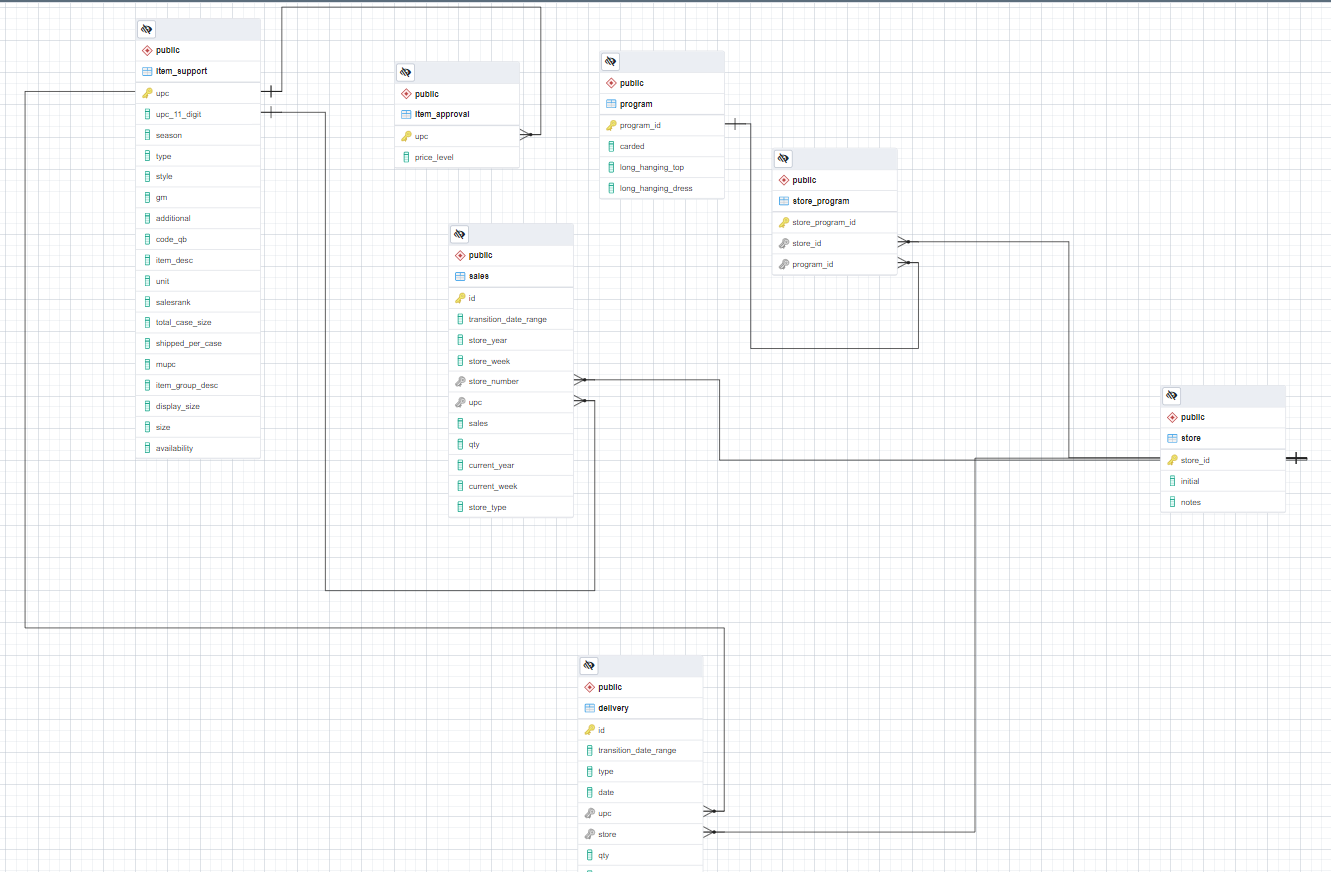 public
item_support
upc
upc_11_digit
season
type
style
gm
additional
code_qb
item_desc
unit
salesrank
total_case_size
shipped_per_case
mupc
item_group_desc
display_size
size
availability
public
item_approval
upc
price_level
public
program
program_id
carded
long_hanging_top
long_hanging_dress
public
store_program
store_program_id
store_id
program_id
public
sales
id
transition_date_range
store_year
store_week
store_number
upc
sales
qty
current_year
current_week
store_type
public
store
store_id
initial
notes
public
delivery
id
transition_date_range
type
date
upc
store
qty